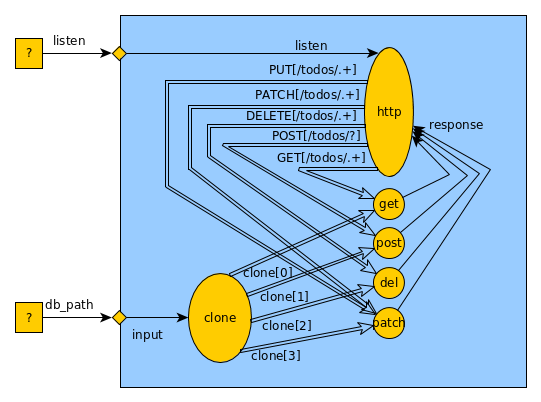 listen
?
listen
PUT[/todos/.+]
PATCH[/todos/.+]
DELETE[/todos/.+]
POST[/todos/?]
GET[/todos/.+]
http
response
get
post
del
patch
clone[0]
clone[1]
clone[2]
clone[3]
clone
db_path
?
input